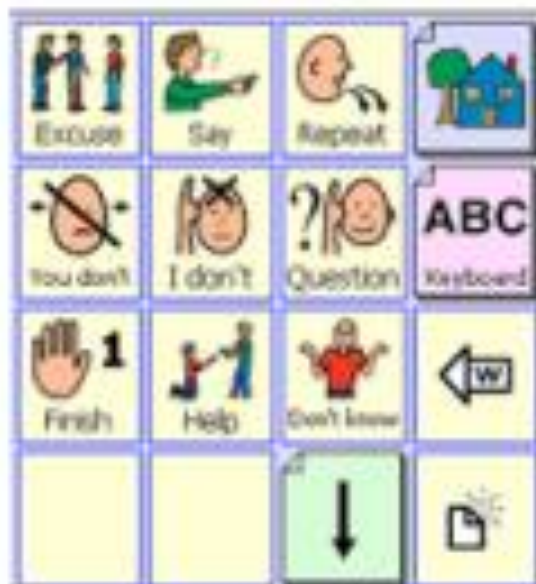 Excuse
Say
Repeat
You don't
I don't
?
Question
ABC
Keyboard
1
Finish
Help
Don't know
W